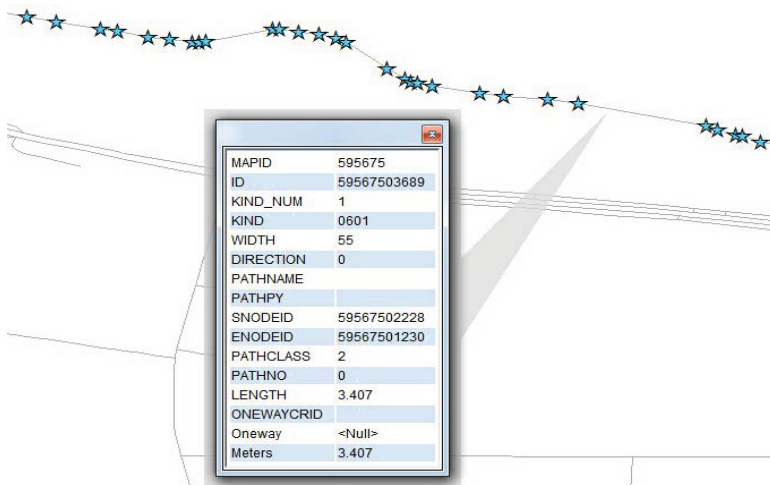 MAPID 595675
ID 59567503689
KIND_NUM 1
KIND 0601
WIDTH 55
DIRECTION 0
PATHNAME
PATHPY
SNODEID 59567502228
ENODEID 59567501230
PATHCLASS 2
PATHNO 0
LENGTH 3.407
ONEWAYCRID
Oneway <Null>
Meters 3.407